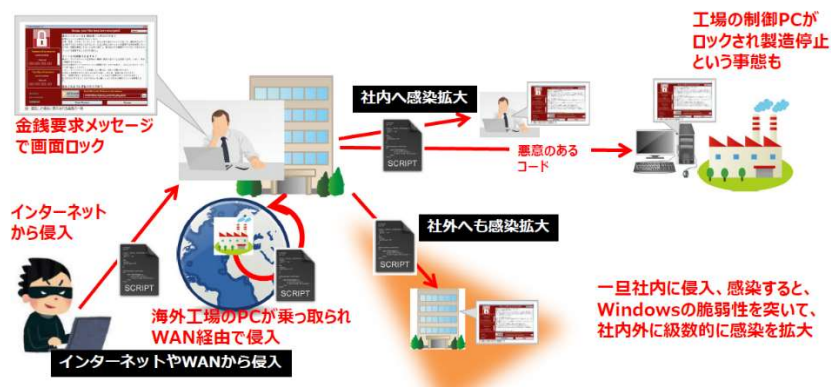 工場の制御PCが
ロックされ製造停止
という事態も
金銭要求メッセージ
で画面ロック
社内へ感染拡大
SCRIPT
悪意のある
コード
インターネット
から侵入
SCRIPT
SCRIPT
社外へも感染拡大
SCRIPT
海外工場のPCが乗っ取られ
WAN経由で侵入
インターネットやWANから侵入
一旦社内に侵入、感染すると、
Windowsの脆弱性を突いて、
社内外に級数的に感染を拡大